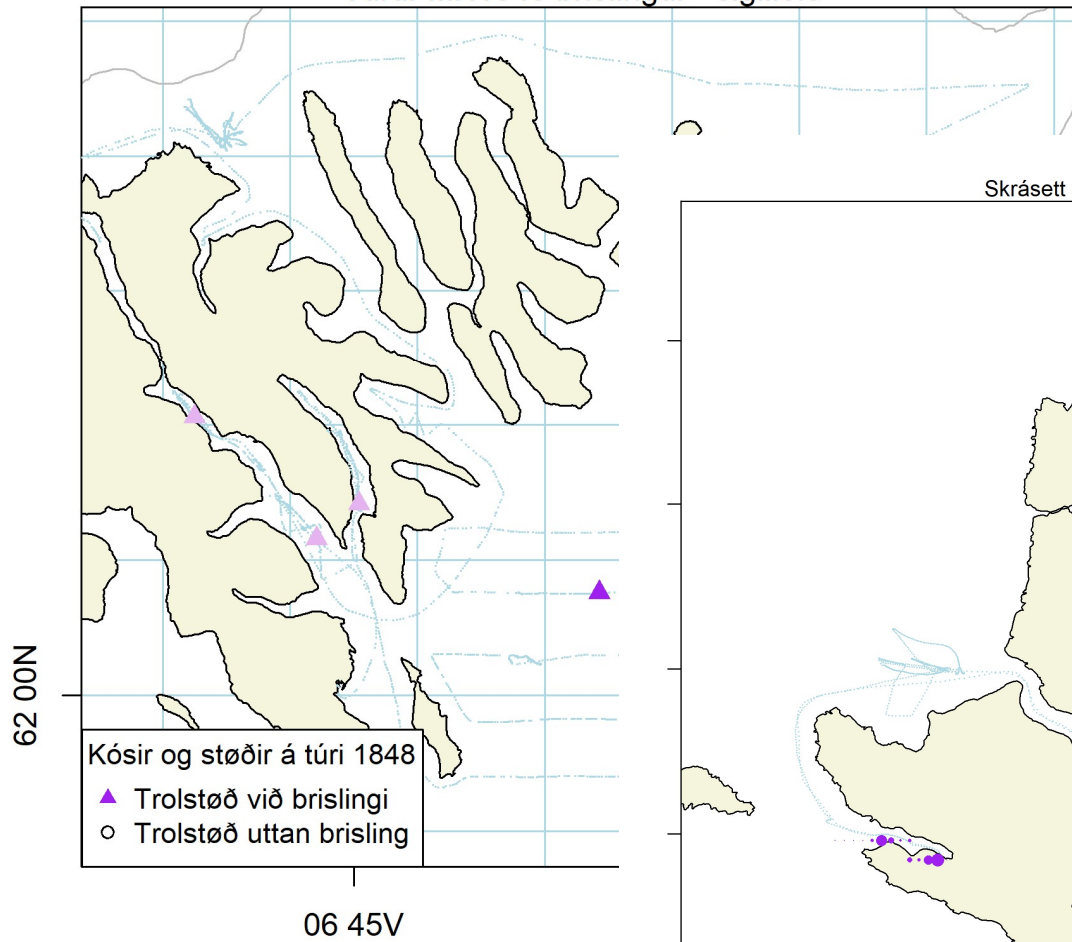 Skrásett
62 00N
Kósir og støðir á túri 1848
Trolstøð við brislingi
Trolstøð uttan brisling
06 45V